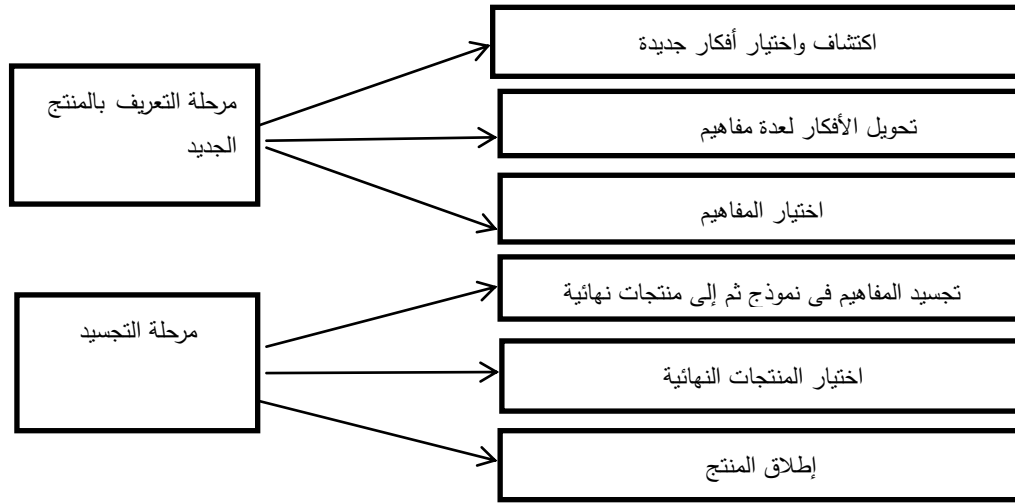 مرحلة التعريف بالمنتج
الجديد
اكتشاف واختيار أفكار جديدة
تحويل الأفكار لعدة مفاهيم
اختيار المفاهيم
مرحلة التجسيد
تجسيد المفاهيم في نموذج ثم إلى منتجات نهائية
اختيار المنتجات النهائية
إطلاق المنتج